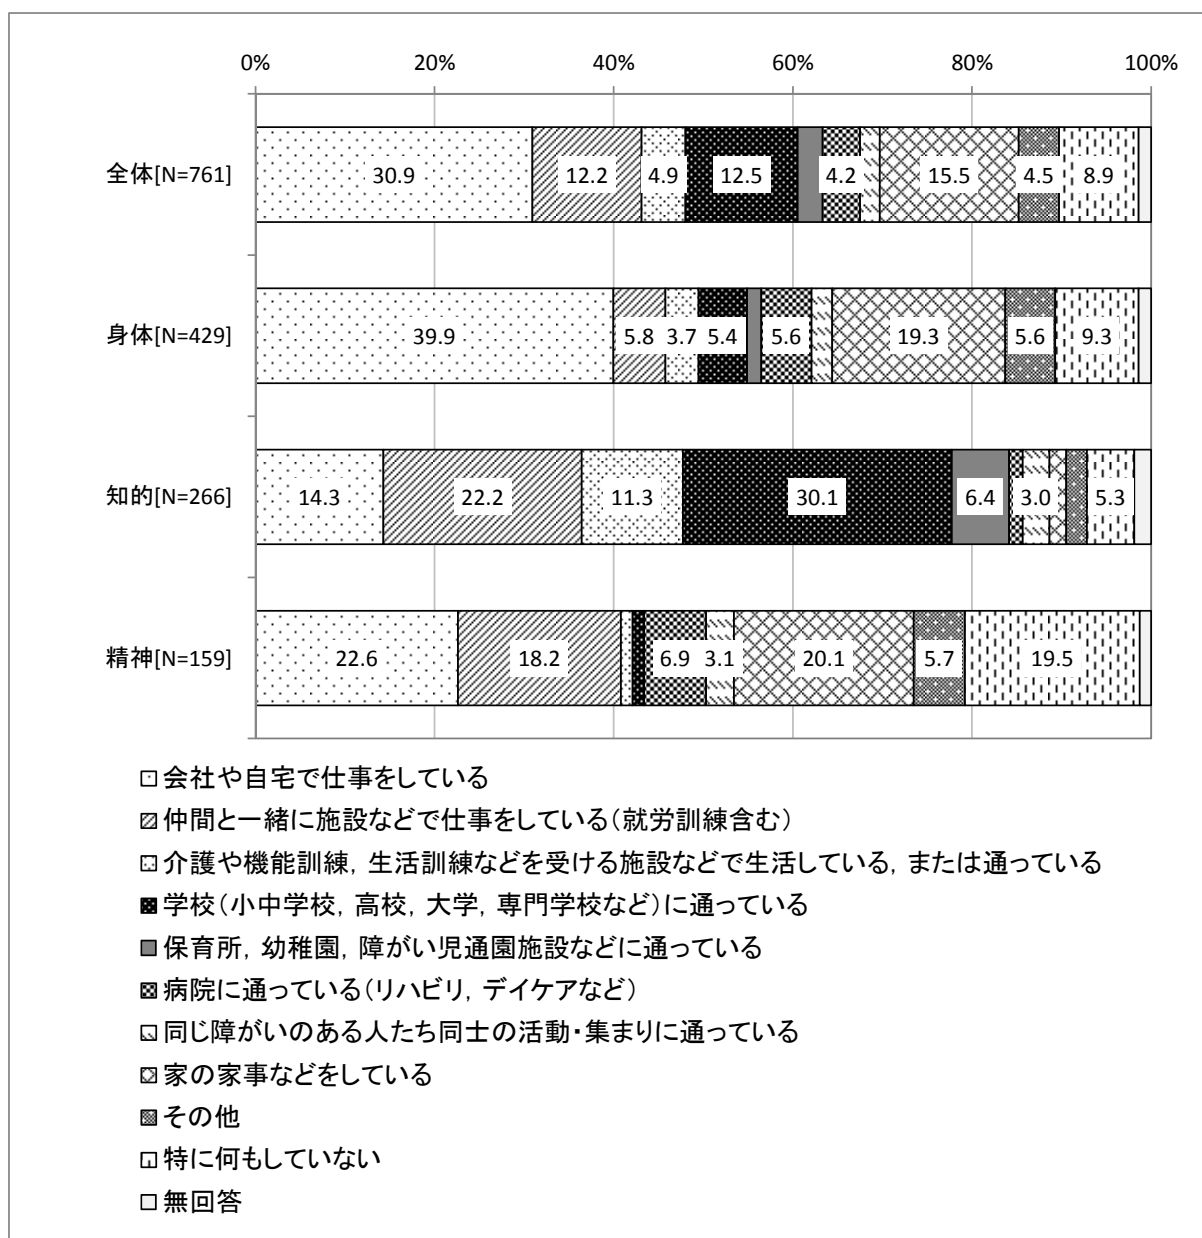 0% 20% 40% 60% 80% 100%
全体[N=761] 30.9 12.2 4.9 12.5 4.2 15.5 4.5 8.9
身体[N=429] 39.9 5.8 3.7 5.4 5.6 19.3 5.6 9.3
知的[N=266] 14.3 22.2 11.3 30.1 6.4 3.0 5.3
精神[N=159] 22.6 18.2 6.9 3.1 20.1 5.7 19.5
会社や自宅で仕事をしている
仲間と一緒に施設などで仕事をしている(就労訓練含む)
介護や機能訓練,生活訓練などを受ける施設などで生活している,または通っている
学校(小中学校,高校,大学,専門学校など)に通っている
保育所,幼稚園,障がい児通園施設などに通っている
病院に通っている(リハビリ,デイケアなど)
同じ障がいのある人たち同士の活動・集まりに通っている
家の家事などをしている
その他
特に何もしていない
無回答